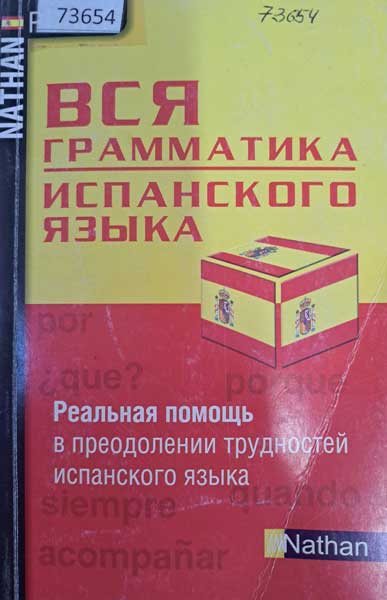 NATHAN
73654
73654
ВСЯ
ГРАММАТИКА
ИСПАНСКОГО
ЯЗЫКА
por
¿que?
porque
Реальная помощь
в преодолении трудностей
испанского языка
siempre
quando
acompañar
Nathan